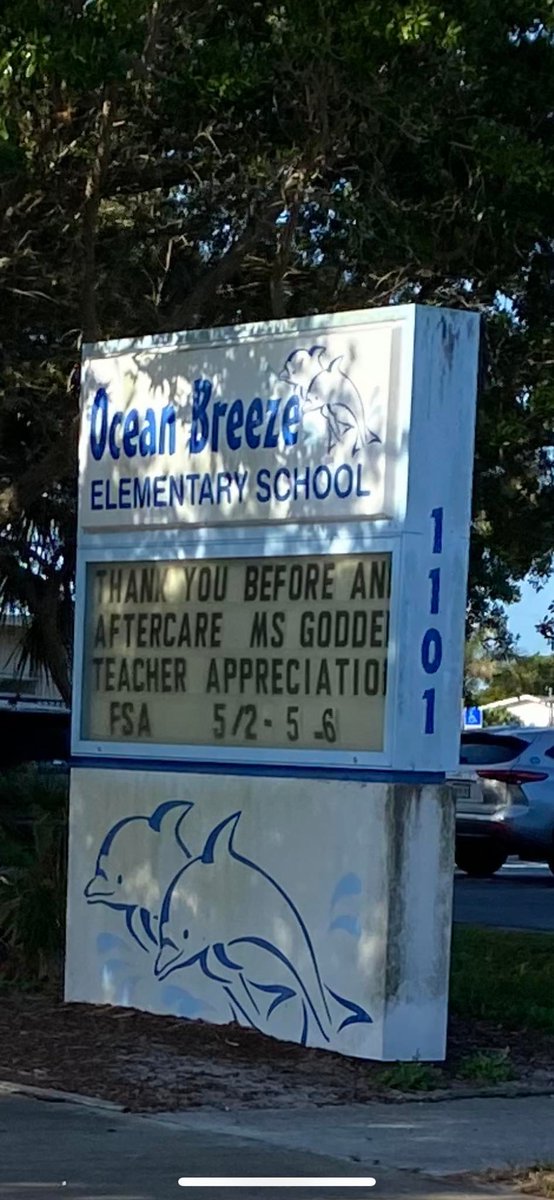 Ocean Breeze
ELEMENTARY SCHOOL
THANK YOU BEFORE AN
AFTERCARE MS GODDE
TEACHER APPRECIATIO
FSA 5/2- 5 -6
1101